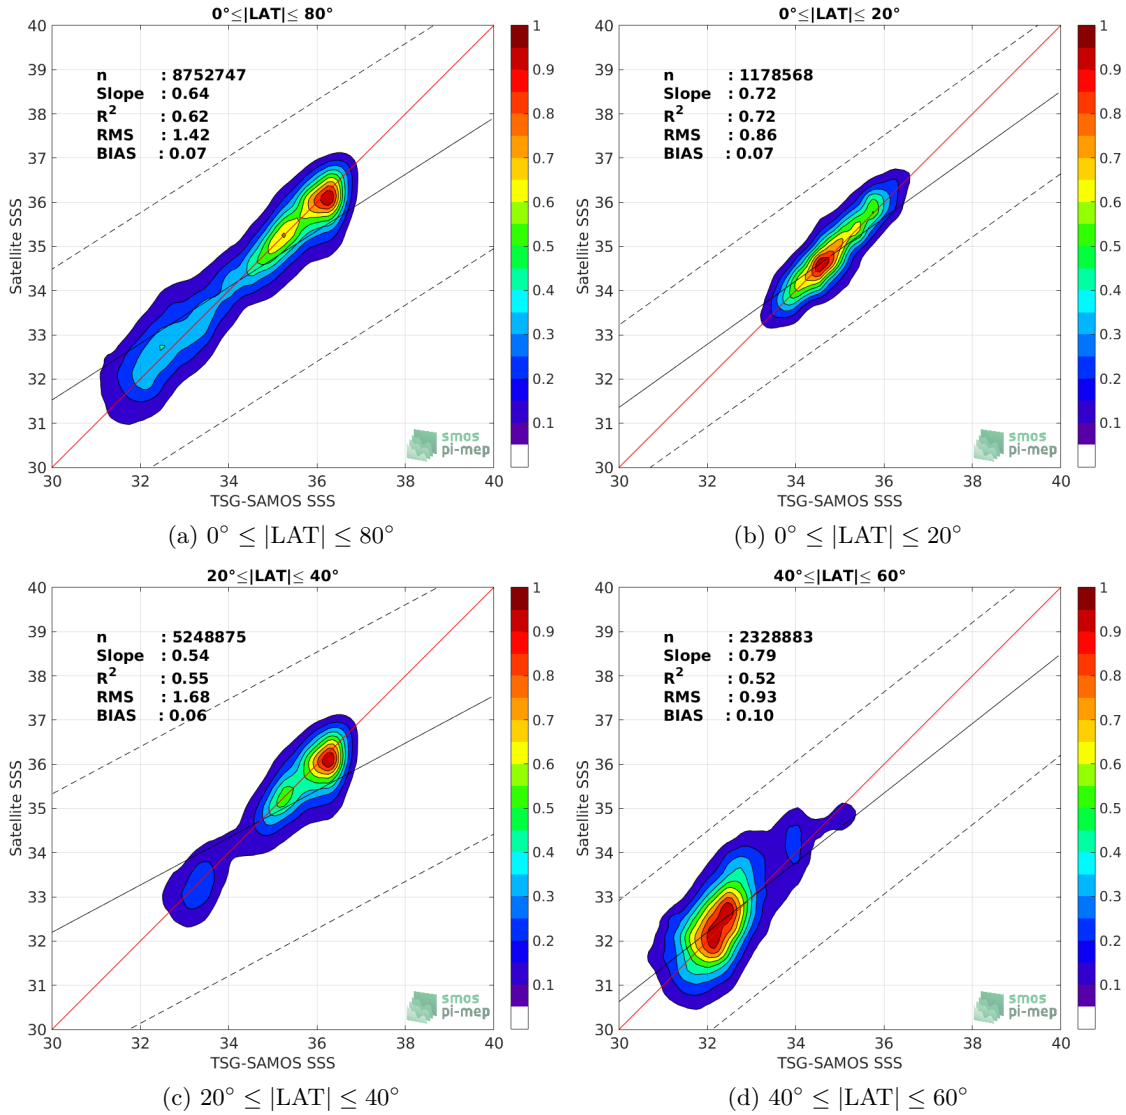 0°≤|LAT|≤ 80°
40
39
38
37
36
35
34
33
32
31
30
Satellite SSS
n : 8752747
Slope : 0.64
R² : 0.62
RMS : 1.42
BIAS : 0.07
smos
pi-mep
30 32 34 36 38 40
TSG-SAMOS SSS
1
0.9
0.8
0.7
0.6
0.5
0.4
0.3
0.2
0.1
(a) 0° ≤ |LAT| ≤ 80°
0°≤|LAT|≤ 20°
40
39
38
37
36
35
34
33
32
31
30
Satellite SSS
n : 1178568
Slope : 0.72
R² : 0.72
RMS : 0.86
BIAS : 0.07
smos
pi-mep
30 32 34 36 38 40
TSG-SAMOS SSS
1
0.9
0.8
0.7
0.6
0.5
0.4
0.3
0.2
0.1
(b) 0° ≤ |LAT| ≤ 20°
20°≤|LAT|≤ 40°
40
39
38
37
36
35
34
33
32
31
30
Satellite SSS
n : 5248875
Slope : 0.54
R² : 0.55
RMS : 1.68
BIAS : 0.06
smos
pi-mep
30 32 34 36 38 40
TSG-SAMOS SSS
1
0.9
0.8
0.7
0.6
0.5
0.4
0.3
0.2
0.1
(c) 20° ≤ |LAT| ≤ 40°
40°≤|LAT|≤ 60°
40
39
38
37
36
35
34
33
32
31
30
Satellite SSS
n : 2328883
Slope : 0.79
R² : 0.52
RMS : 0.93
BIAS : 0.10
smos
pi-mep
30 32 34 36 38 40
TSG-SAMOS SSS
1
0.9
0.8
0.7
0.6
0.5
0.4
0.3
0.2
0.1
(d) 40° ≤ |LAT| ≤ 60°